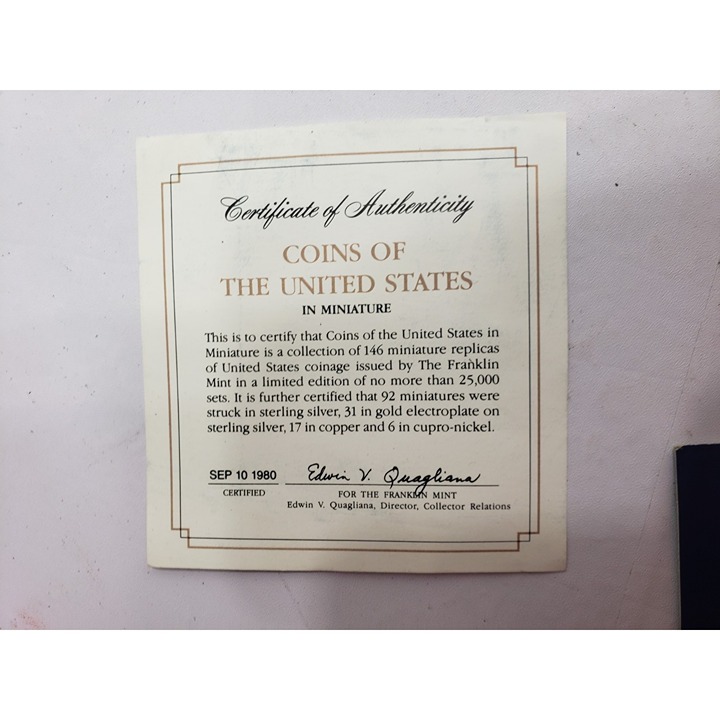 Certificate of Authenticity
COINS OF
THE UNITED STATES
IN MINIATURE
This is to certify that Coins of the United States in
Miniature is a collection of 146 miniature replicas
of United States coinage issued by The Franklin
Mint in a limited edition of no more than 25,000
sets. It is further certified that 92 miniatures were
struck in sterling silver, 31 in gold electroplate on
sterling silver, 17 in copper and 6 in cupro-nickel.
SEP 10 1980 Edwin V. Quagliana
CERTIFIED FOR THE FRANKLIN MINT
Edwin V. Quagliana, Director, Collector Relations